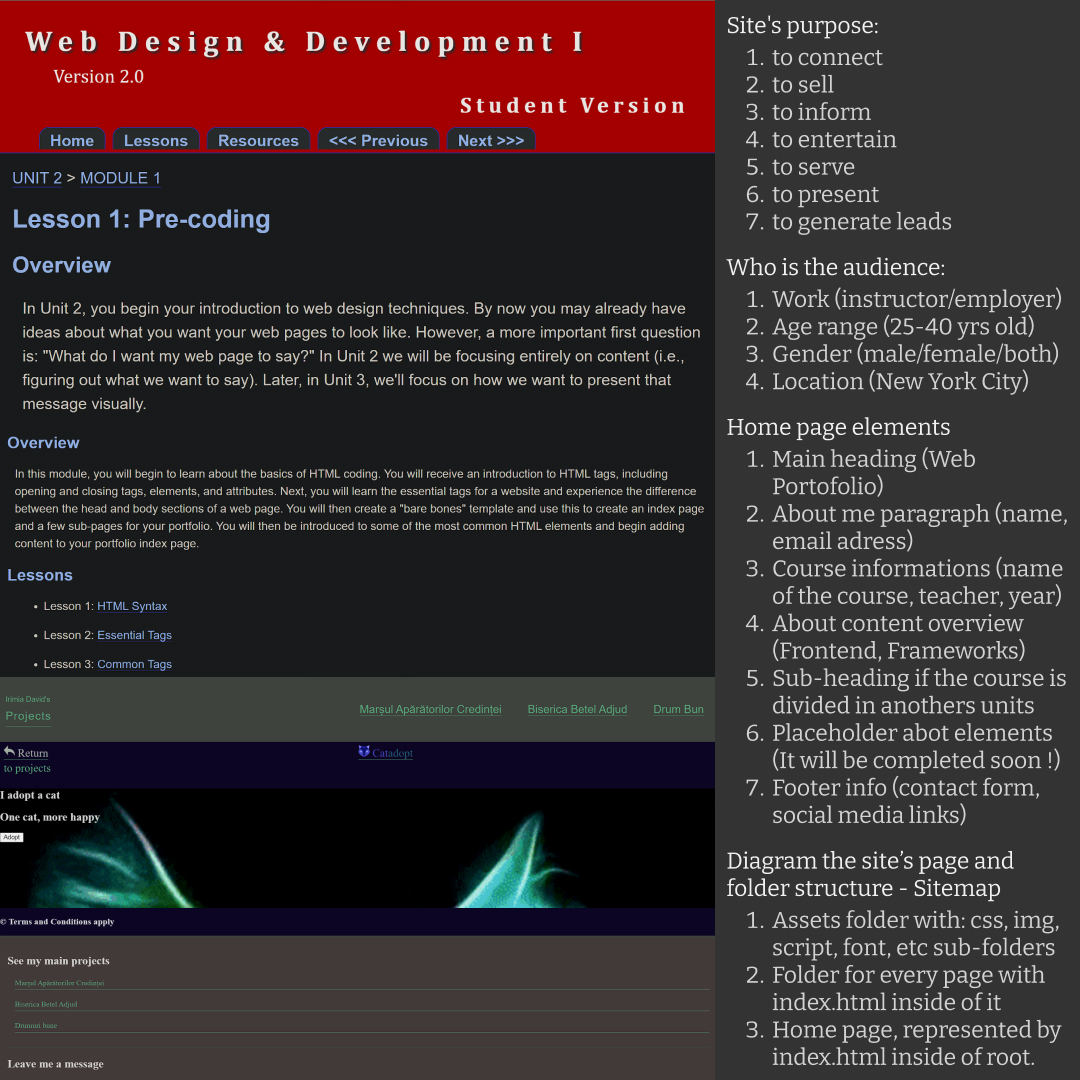 Web Design & Development I
Version 2.0
Student Version
Home Lessons Resources <<< Previous Next >>>
UNIT 2 > MODULE 1
Lesson 1: Pre-coding
Overview
In Unit 2, you begin your introduction to web design techniques. By now you may already have
ideas about what you want your web pages to look like. However, a more important first question
is: "What do I want my web page to say?" In Unit 2 we will be focusing entirely on content (i.e.,
figuring out what we want to say). Later, in Unit 3, we'll focus on how we want to present that
message visually.
Overview
In this module, you will begin to learn about the basics of HTML coding. You will receive an introduction to HTML tags, including
opening and closing tags, elements, and attributes. Next, you will learn the essential tags for a website and experience the difference
between the head and body sections of a web page. You will then create a "bare bones" template and use this to create an index page
and a few sub-pages for your portfolio. You will then be introduced to some of the most common HTML elements and begin adding
content to your portfolio index page.
Lessons
• Lesson 1: HTML Syntax
• Lesson 2: Essential Tags
• Lesson 3: Common Tags
Irimia David's
Projects
Marșul Apărătorilor Credinței Biserica Betel Adjud Drum Bun
Return
to projects
Catadopt
I adopt a cat
One cat, more happy
Adopt
© Terms and Conditions apply
See my main projects
Marșul Apărătorilor Credinței
Biserica Betel Adjud
Drumuri bune
Leave me a message
Site's purpose:
1. to connect
2. to sell
3. to inform
4. to entertain
5. to serve
6. to present
7. to generate leads
Who is the audience:
1. Work (instructor/employer)
2. Age range (25-40 yrs old)
3. Gender (male/female/both)
4. Location (New York City)
Home page elements
1. Main heading (Web
Portofolio)
2. About me paragraph (name,
email adress)
3. Course informations (name
of the course, teacher, year)
4. About content overview
(Frontend, Frameworks)
5. Sub-heading if the course is
divided in anothers units
6. Placeholder abot elements
(It will be completed soon !)
7. Footer info (contact form,
social media links)
Diagram the site’s page and
folder structure - Sitemap
1. Assets folder with: css, img,
script, font, etc sub-folders
2. Folder for every page with
index.html inside of it
3. Home page, represented by
index.html inside of root.